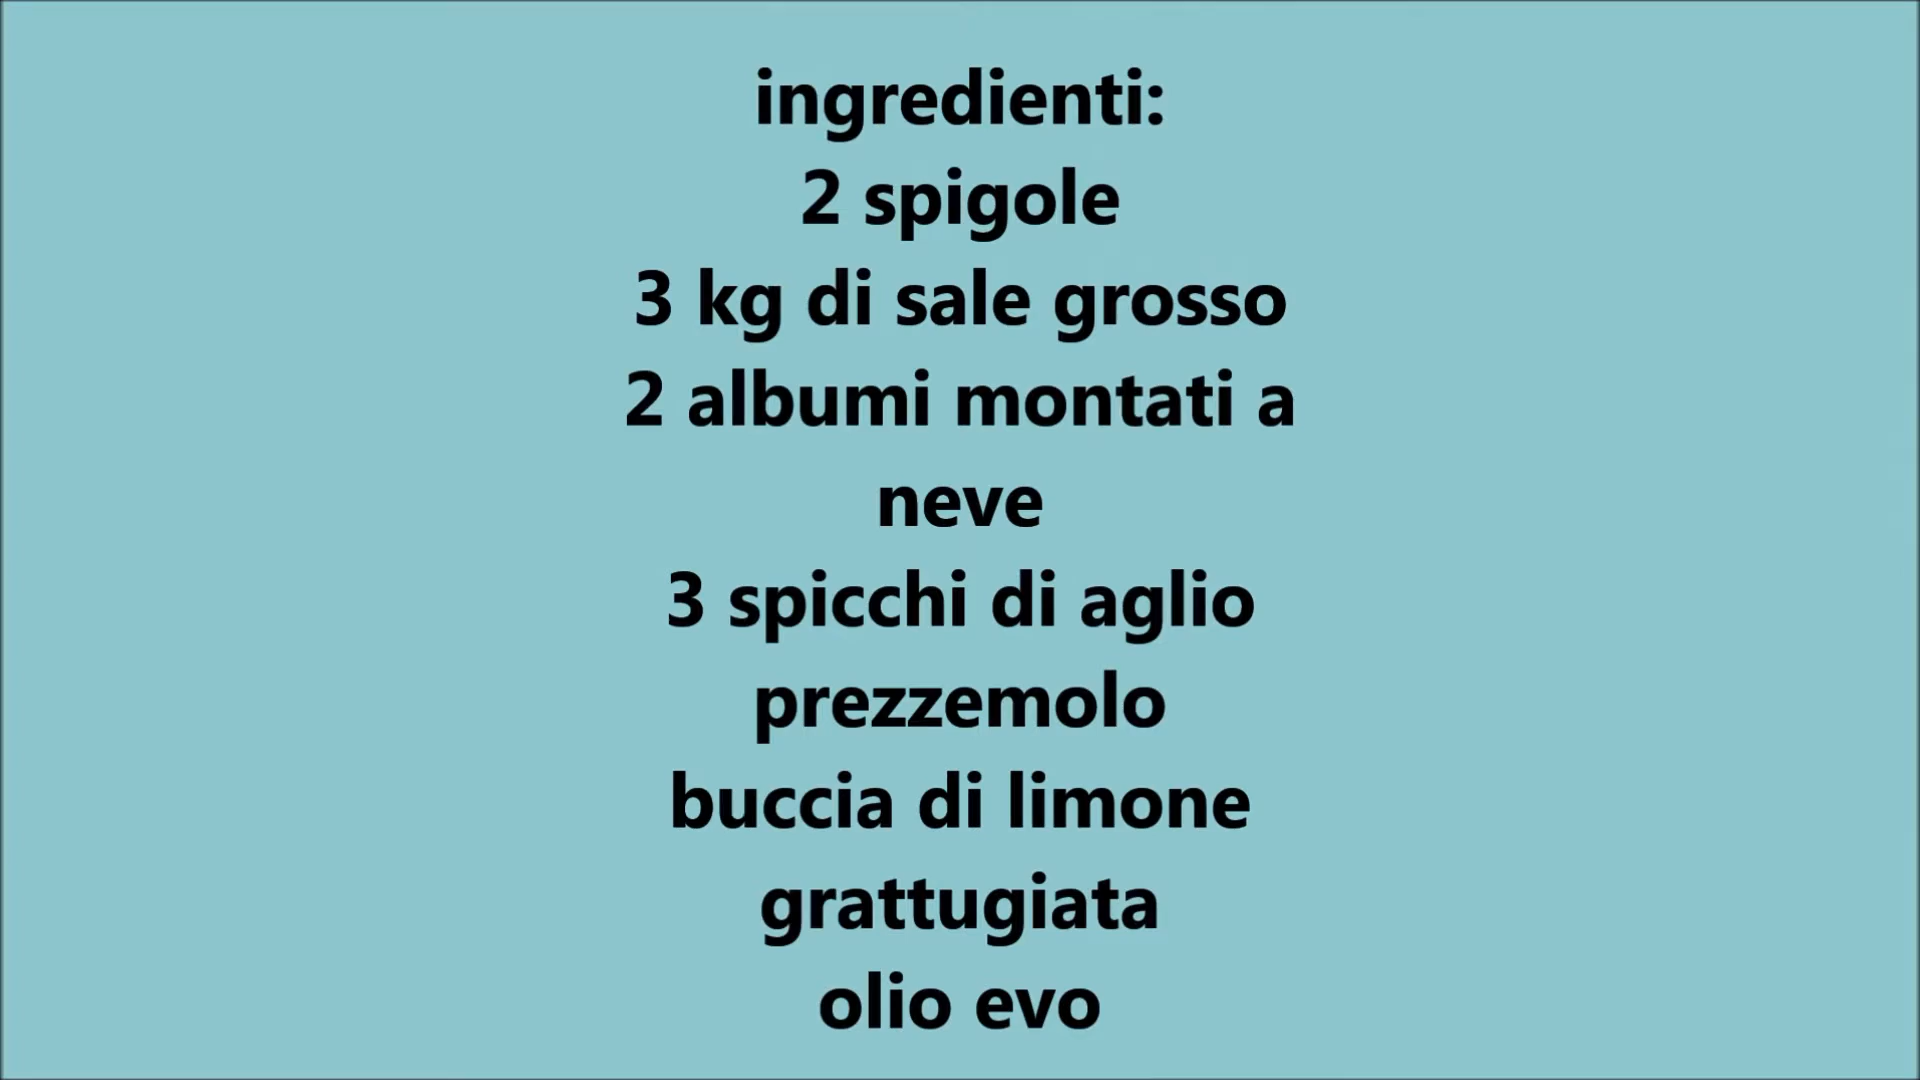 ingredienti:
2 spigole
3 kg di sale grosso
2 albumi montati a
neve
3 spicchi di aglio
prezzemolo
buccia di limone
grattugiata
olio evo